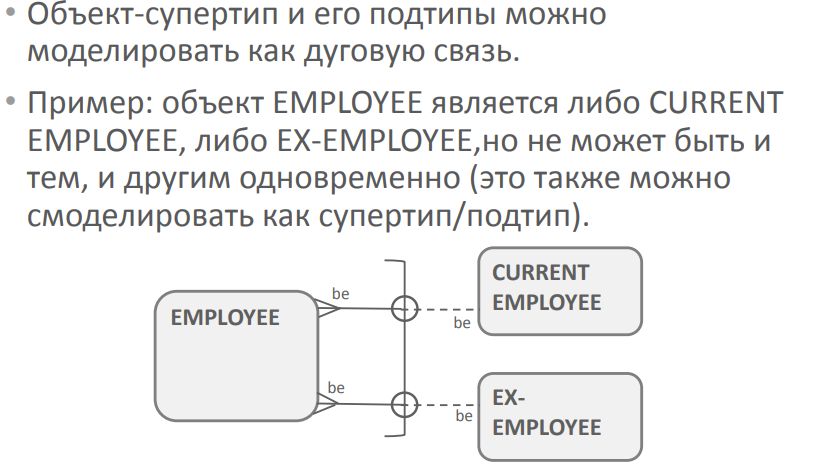 • Объект-супертип и его подтипы можно
моделировать как дуговую связь.
• Пример: объект EMPLOYEE является либо CURRENT
EMPLOYEE, либо EX-EMPLOYEE,но не может быть и
тем, и другим одновременно (это также можно
смоделировать как супертип/подтип).
CURRENT
EMPLOYEE
be
EMPLOYEE
be
be
EX-
EMPLOYEE
be